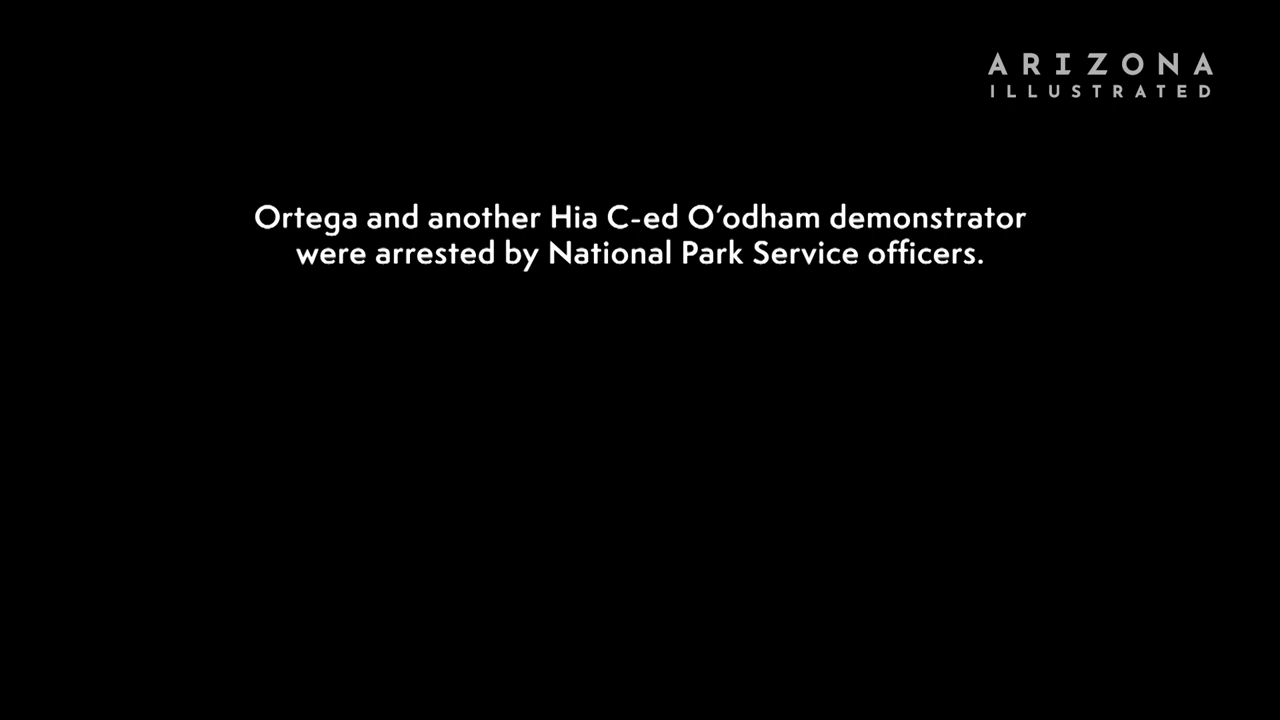 ARIZONA
ILLUSTRATED
Ortega and another Hia C-ed O’odham demonstrator
were arrested by National Park Service officers.